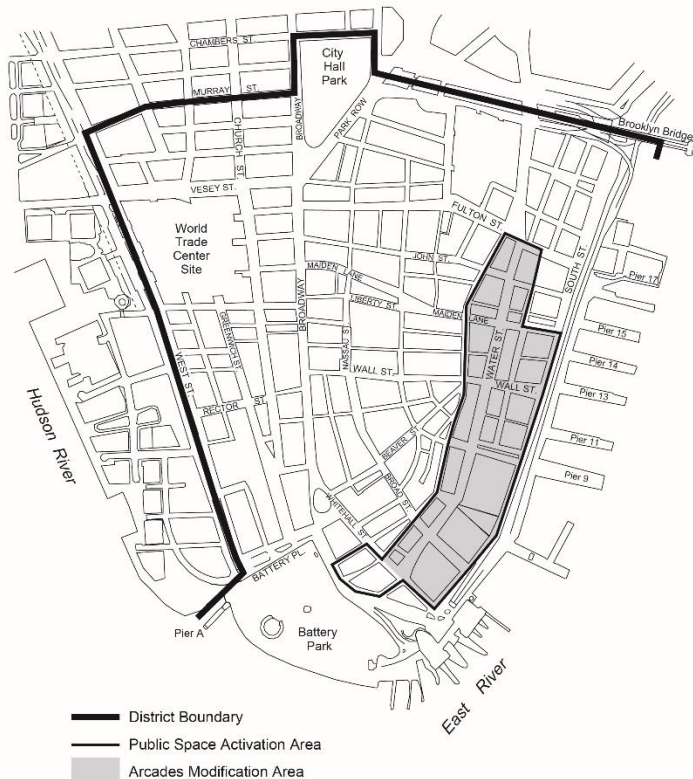 CHAMBERS ST.
City
Hall
Park
MURRAY ST.
BROADWAY
PARK ROW
CHURCH ST.
Brooklyn Bridge
VESEY ST.
FULTON ST.
World
Trade
Center
Site
JOHN ST.
SOUTH ST.
MAIDEN LANE
Pier 17
BROADWAY
LIBERTY ST.
MAIDEN LANE
GREENWICH ST.
NASSAU ST.
WATER ST.
Pier 15
WEST ST.
WALL ST.
WALL ST.
Pier 14
Hudson River
RECTOR ST.
Pier 13
BEAVER ST.
Pier 11
BROAD ST.
Pier 9
WHITEHALL ST.
BATTERY PL.
Pier A
Battery
Park
East River
District Boundary
Public Space Activation Area
Arcades Modification Area